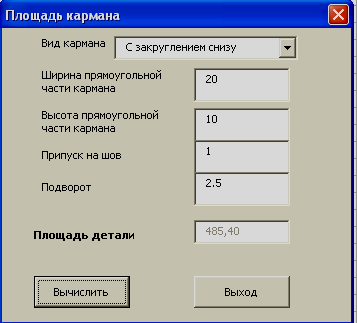 Площадь кармана
Вид кармана С закруглением снизу
Ширина прямоугольной
части кармана 20
Высота прямоугольной
части кармана 10
Припуск на шов 1
Подворот 2.5
Площадь детали 485,40
Вычислить Выход